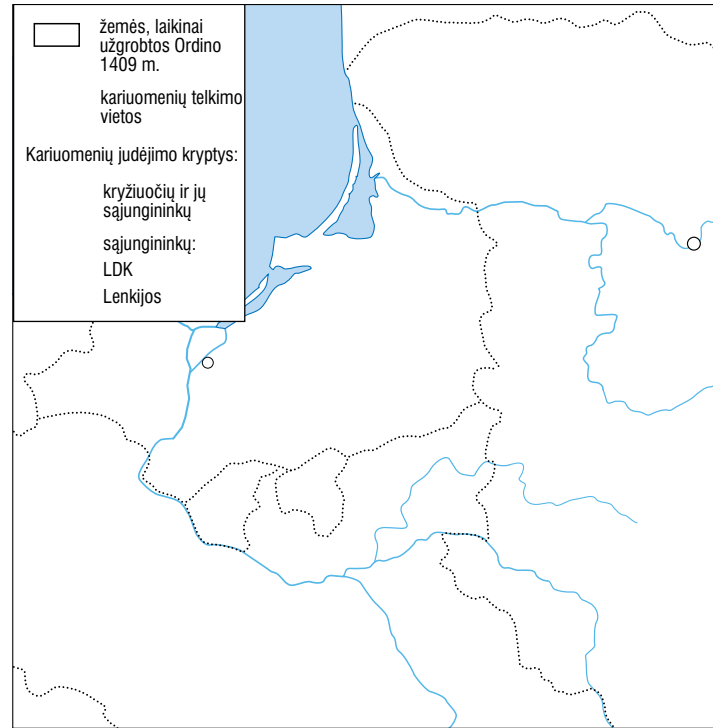 žemės, laikinai
užgrobtos Ordino
1409 m.
kariuomenių telkimo
vietos
Kariuomenių judėjimo kryptys:
kryžiuočių ir jų
sąjungininkų
sąjungininkų:
LDK
Lenkijos